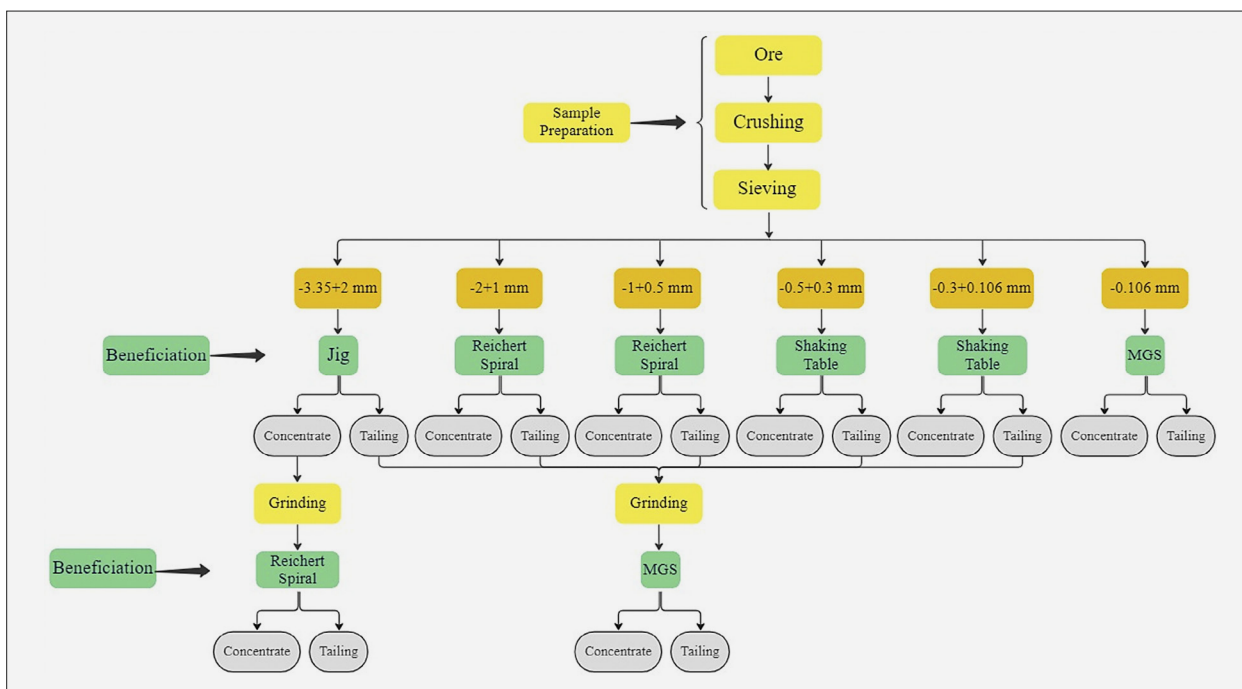 Ore
Sample
Preparation
Crushing
Sieving
-3.35+2 mm
-2+1 mm
-1+0.5 mm
-0.5+0.3 mm
-0.3+0.106 mm
-0.106 mm
Beneficiation
Jig
Reichert
Spiral
Reichert
Spiral
Shaking
Table
Shaking
Table
MGS
Concentrate
Tailing
Concentrate
Tailing
Concentrate
Tailing
Concentrate
Tailing
Concentrate
Tailing
Concentrate
Tailing
Grinding
Grinding
Beneficiation
Reichert
Spiral
MGS
Concentrate
Tailing
Concentrate
Tailing